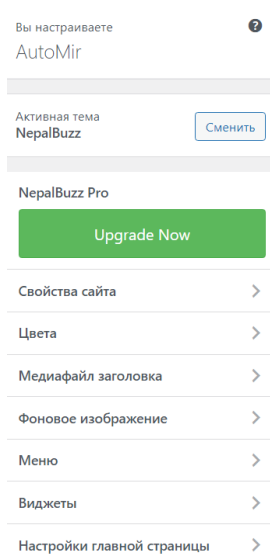 Вы настраиваете
AutoMir
Активная тема
NepalBuzz
Сменить
NepalBuzz Pro
Upgrade Now
Свойства сайта
Цвета
Медиафайл заголовка
Фоновое изображение
Меню
Виджеты
Настройки главной страницы